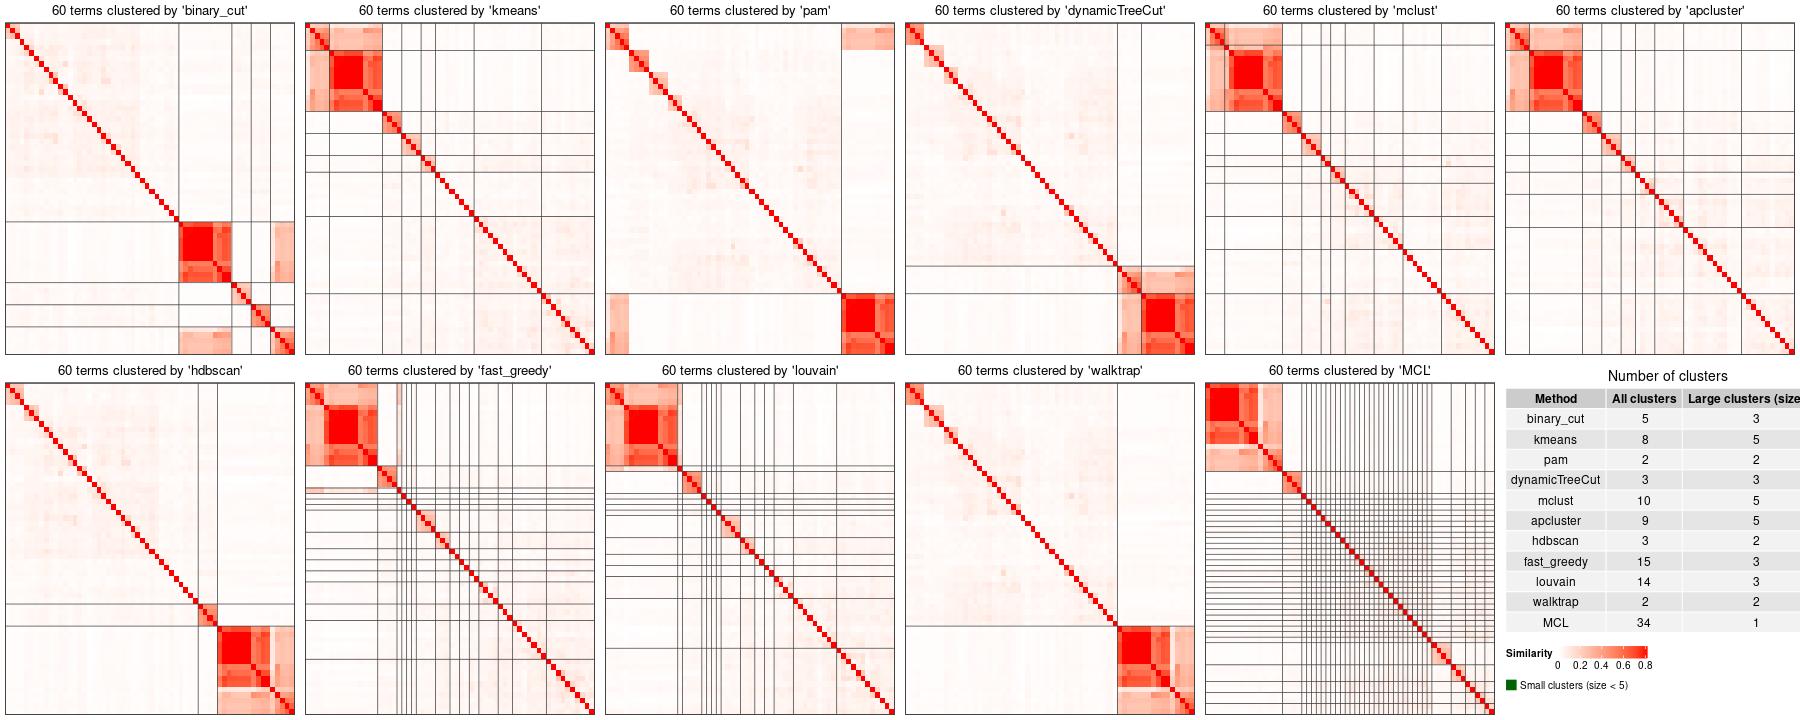 60 terms clustered by 'binary_cut'
60 terms clustered by 'kmeans'
60 terms clustered by 'pam'
60 terms clustered by 'dynamicTreeCut'
60 terms clustered by 'mclust'
60 terms clustered by 'apcluster'
60 terms clustered by 'hdbscan'
60 terms clustered by 'fast_greedy'
60 terms clustered by 'louvain'
60 terms clustered by 'walktrap'
60 terms clustered by 'MCL'
Number of clusters
Method All clusters Large clusters (size
binary_cut 5 3
kmeans 8 5
pam 2 2
dynamicTreeCut 3 3
mclust 10 5
apcluster 9 5
hdbscan 3 2
fast_greedy 15 3
louvain 14 3
walktrap 2 2
MCL 34 1
Similarity
0 0.2 0.4 0.6 0.8
Small clusters (size < 5)